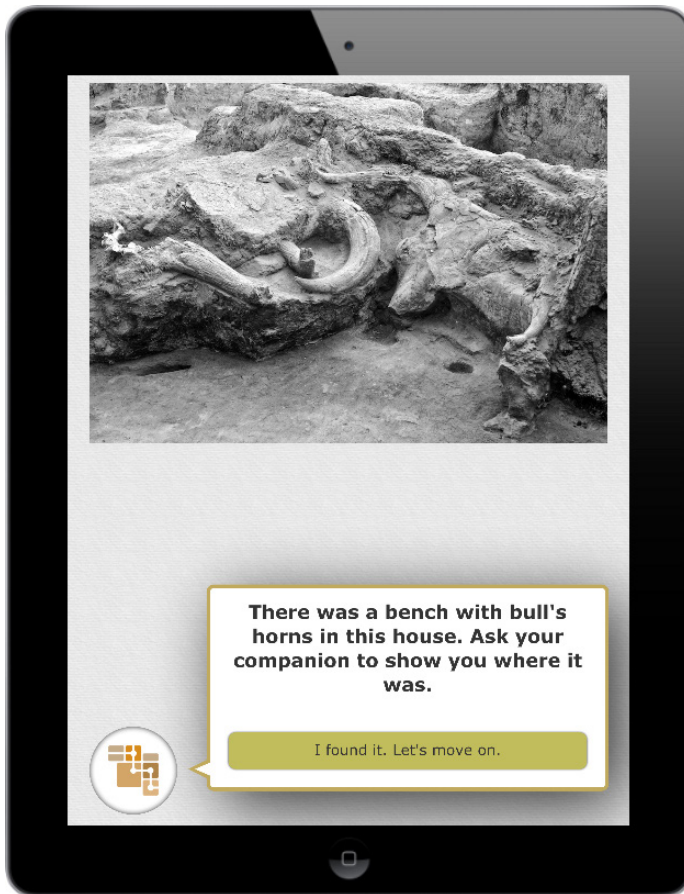 There was a bench with bull's
horns in this house. Ask your
companion to show you where it
was.
I found it. Let's move on.